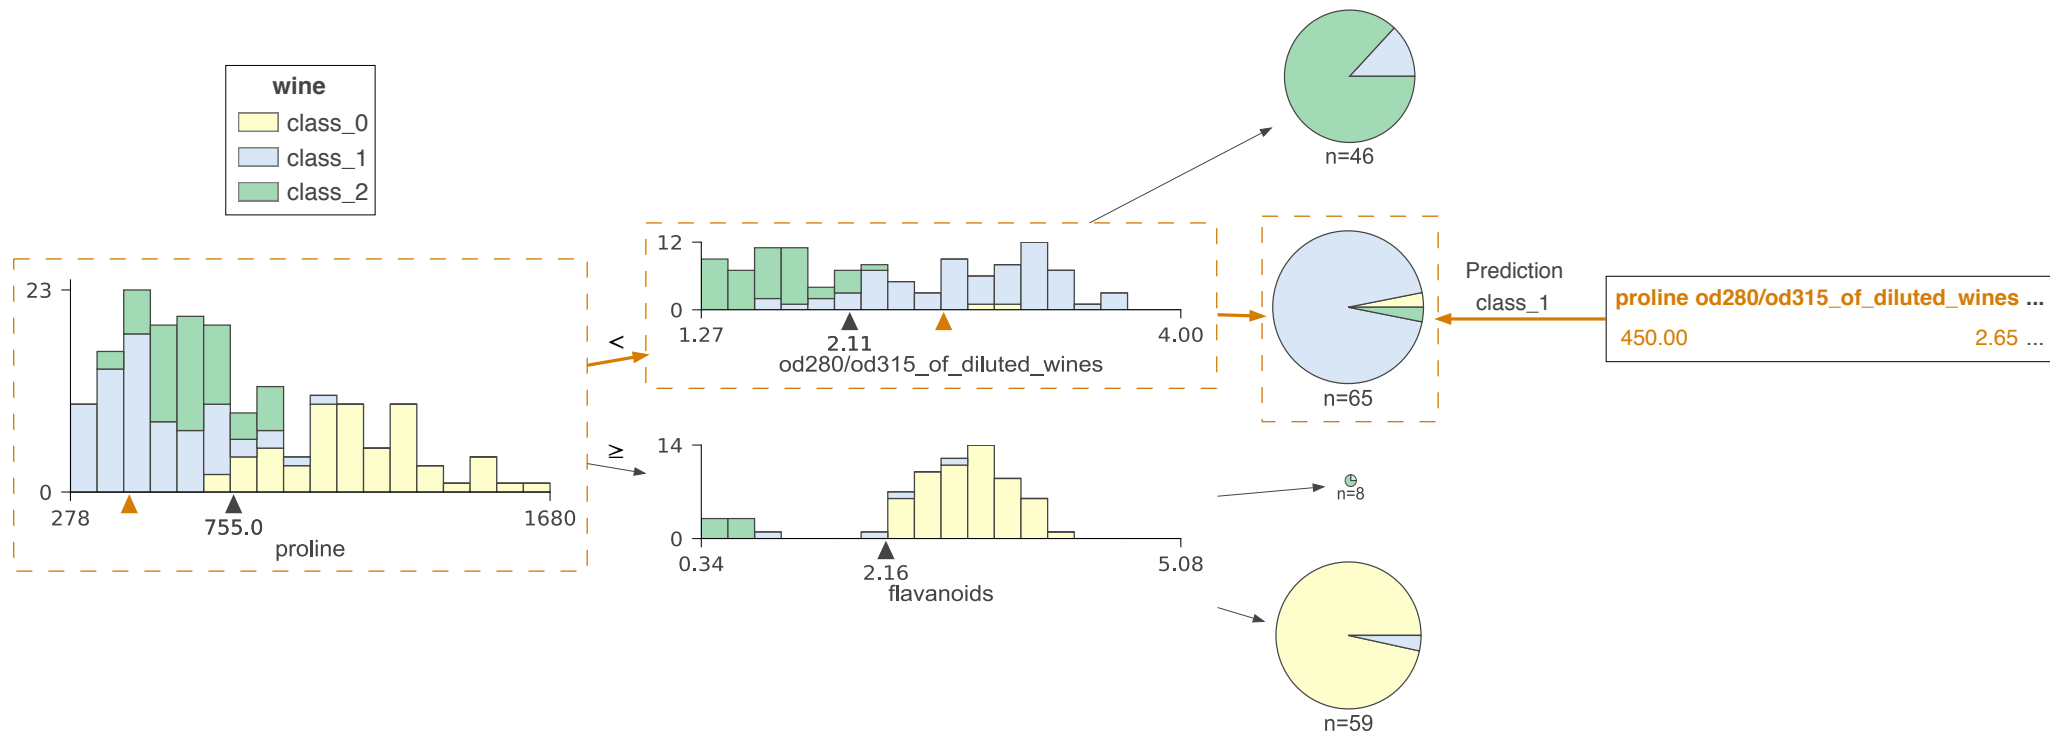 wine
class_0
class_1
class_2
23
0
278
755.0
1680
proline
<
≥
12
0
1.27
2.11
4.00
od280/od315_of_diluted_wines
14
0
0.34
2.16
5.08
flavanoids
n=46
n=65
n=8
n=59
Prediction
class_1
proline od280/od315_of_diluted_wines ...
450.00 2.65 ...